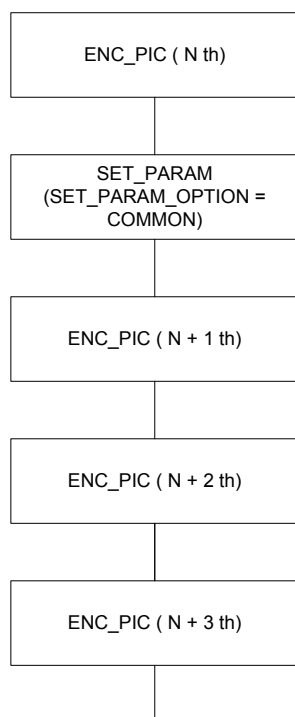 ENC_PIC ( N th)
SET_PARAM
(SET_PARAM_OPTION =
COMMON)
ENC_PIC ( N + 1 th)
ENC_PIC ( N + 2 th)
ENC_PIC ( N + 3 th)